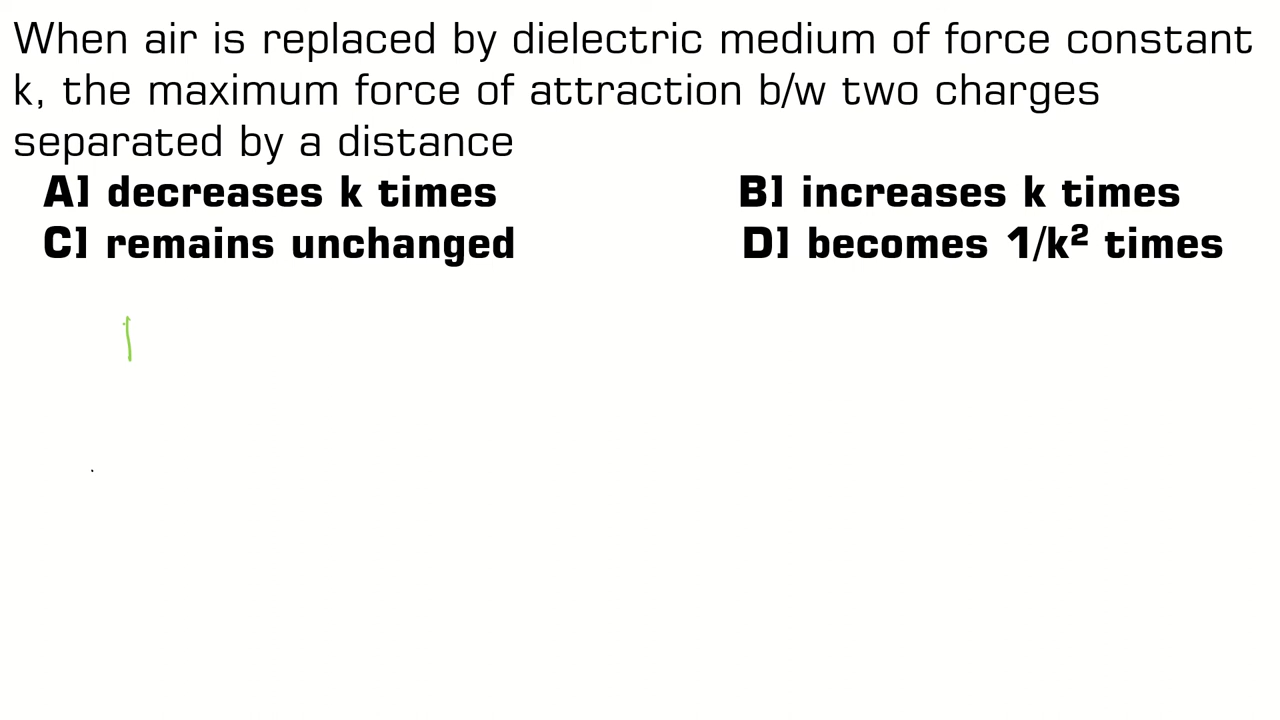 When air is replaced by dielectric medium of force constant
k, the maximum force of attraction b/w two charges
separated by a distance
A] decreases k times B] increases k times
C] remains unchanged D] becomes 1/k² times